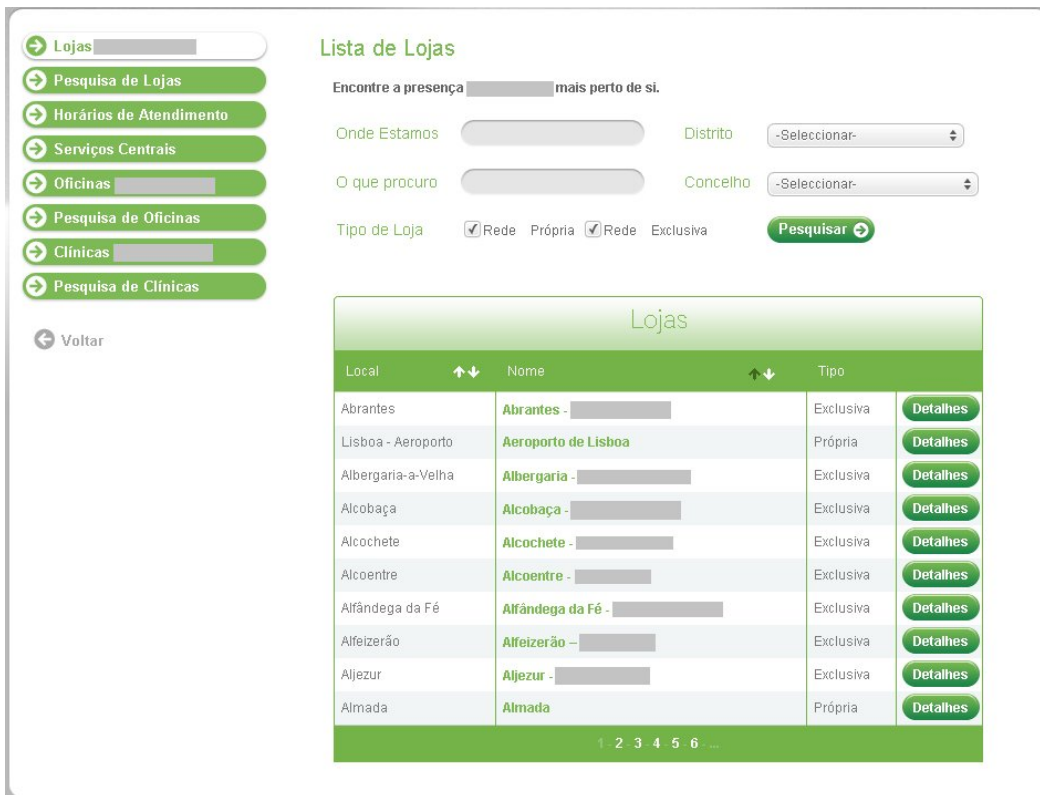 Lojas
Pesquisa de Lojas
Horários de Atendimento
Serviços Centrais
Oficinas
Pesquisa de Oficinas
Clínicas
Pesquisa de Clínicas
Voltar
Lista de Lojas
Encontre a presença mais perto de si.
Onde Estamos Distrito -Seleccionar-
O que procuro Concelho -Seleccionar-
Tipo de Loja Rede Própria Rede Exclusiva Pesquisar
Lojas
Local Nome Tipo
Abrantes Abrantes - Exclusiva Detalhes
Lisboa - Aeroporto Aeroporto de Lisboa Própria Detalhes
Albergaria-a-Velha Albergaria - Exclusiva Detalhes
Alcobaça Alcobaça - Exclusiva Detalhes
Alcochete Alcochete - Exclusiva Detalhes
Alcoentre Alcoentre - Exclusiva Detalhes
Alfândega da Fé Alfândega da Fé - Exclusiva Detalhes
Alfeizerão Alfeizerão – Exclusiva Detalhes
Aljezur Aljezur - Exclusiva Detalhes
Almada Almada Própria Detalhes
1 - 2 - 3 - 4 - 5 - 6 - ...